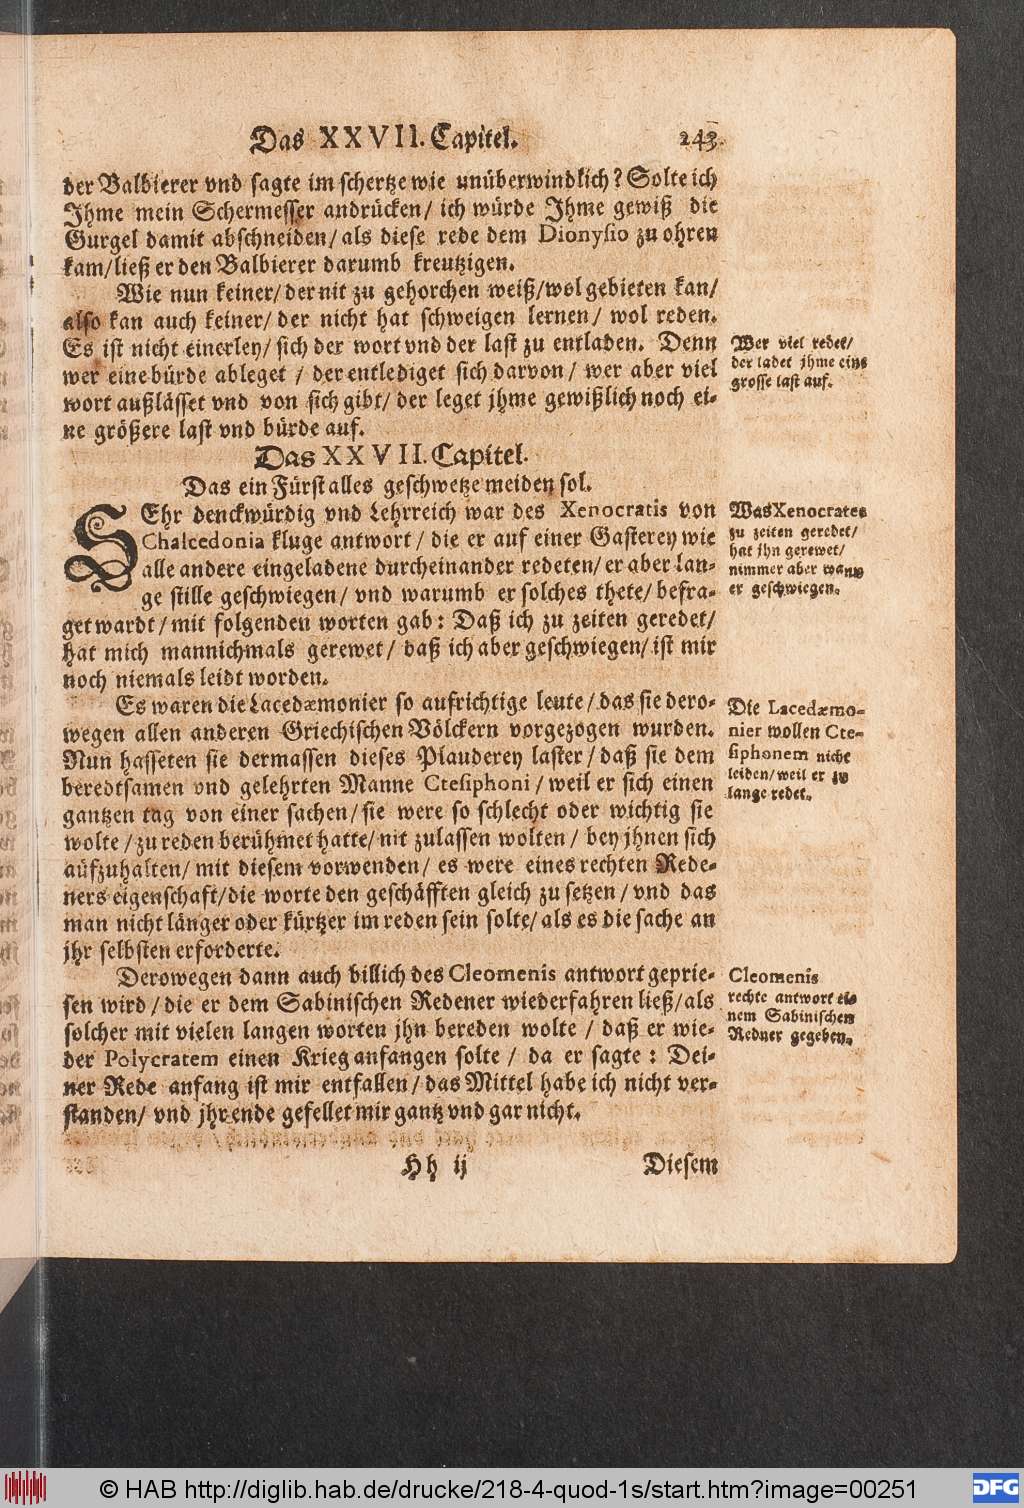 Das XXVII. Capitel. 243
der Balbierer vnd sagte im schertze wie unüberwindlich? Solte ich
Ihme mein Schermesser andrücken/ ich würde Ihme gewiß die
Gurgel damit abschneiden/ als diese rede dem Dionysio zu ohren
kam/ ließ er den Balbierer darumb kreutzigen.
Wie nun keiner/ der nit zu gehorchen weiß/ wol gebieten kan/
also kan auch keiner/ der nicht hat schweigen lernen/ wol reden.
Es ist nicht einerley/ sich der wort vnd der last zu entladen. Denn
wer eine bürde ableget / der entlediget sich darvon/ wer aber viel
wort außlässet vnd von sich gibt/ der leget jhme gewißlich noch ei-
ne größere last vnd bürde auf.
Wer viel redet/
der ladet jhme eine
grosse last auf.
Das XXVII. Capitel.
Das ein Fürst alles geschwetze meiden sol.
SEhr denckwürdig vnd Lehrreich war des Xenocratis von
Chalcedonia kluge antwort/ die er auf einer Gasterey wie
alle andere eingeladene durcheinander redeten/ er aber lan-
ge stille geschwiegen/ vnd warumb er solches thete/ befra-
get wardt/ mit folgenden worten gab: Daß ich zu zeiten geredet/
hat mich mannichmals gerewet/ daß ich aber geschwiegen/ ist mir
noch niemals leidt worden.
Was Xenocrates
zu zeiten geredet/
hat jhn gerewet/
nimmer aber wann
er geschwiegen.
Es waren die Lacedæmonier so aufrichtige leute/ das sie dero-
wegen allen anderen Griechischen Völckern vorgezogen wurden.
Nun hasseten sie dermassen dieses Plauderey laster/ daß sie dem
beredtsamen vnd gelehrten Manne Ctesiphoni/ weil er sich einen
gantzen tag von einer sachen/ sie were so schlecht oder wichtig sie
wolte/ zu reden berühmet hatte/ nit zulassen wolten/ bey jhnen sich
aufzuhalten/ mit diesem vorwenden/ es were eines rechten Rede-
ners eigenschaft/ die worte den geschäfften gleich zu setzen/ vnd das
man nicht länger oder kürtzer im reden sein solte/ als es die sache an
jhr selbsten erforderte.
Die Lacedæmo-
nier wollen Cte-
siphonem nicht
leiden/ weil er zu
lange redet.
Derowegen dann auch billich des Cleomenis antwort geprie-
sen wird/ die er dem Sabinischen Redener wiederfahren ließ/ als
solcher mit vielen langen worten jhn bereden wolte / daß er wie-
der Polycratem einen Krieg anfangen solte / da er sagte: Dei-
ner Rede anfang ist mir entfallen/ das Mittel habe ich nicht ver-
standen/ vnd jhr ende gefellet mir gantz vnd gar nicht.
Cleomenis
rechte antwort ei-
nem Sabinischen
Redner gegeben.
Hh ij Diesem
© HAB http://diglib.hab.de/drucke/218-4-quod-1s/start.htm?image=00251
DFG